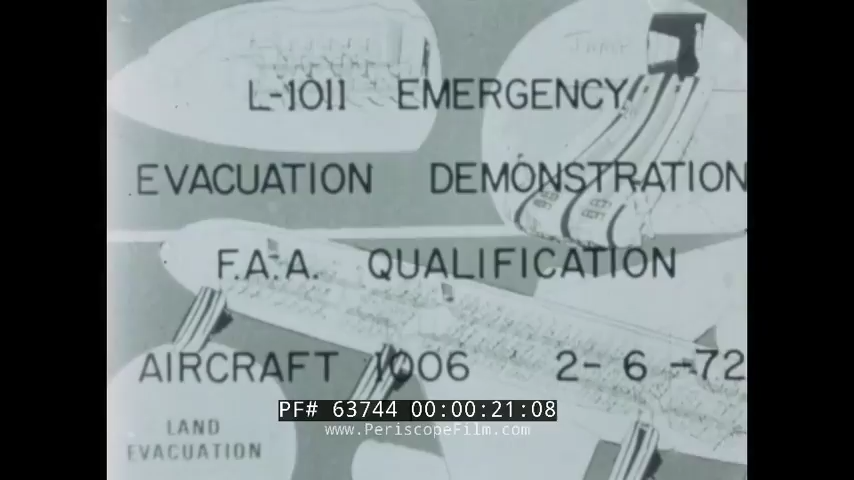 L-1011 EMERGENCY
EVACUATION DEMONSTRATION
F.A.A. QUALIFICATION
AIRCRAFT 1006 2-6-72
LAND
EVACUATION
PF# 63744 00:00:21:08
www.PeriscopeFilm.com